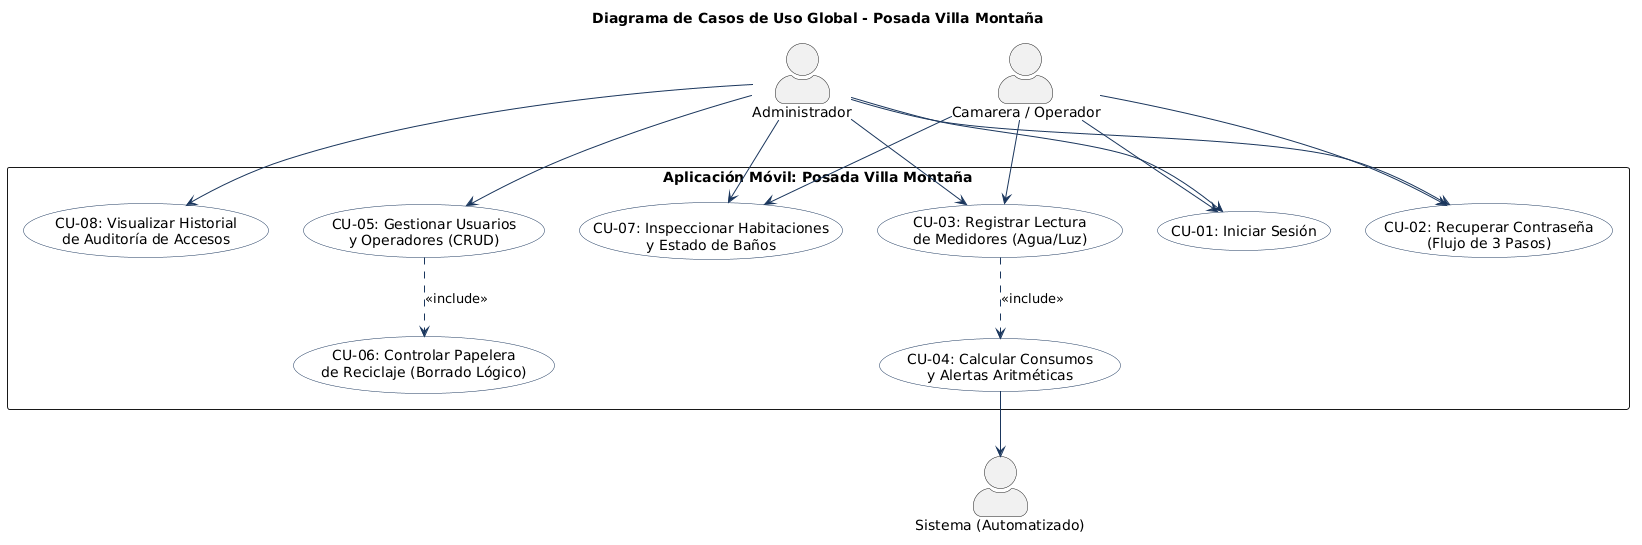 Diagrama de Casos de Uso Global - Posada Villa Montaña
Administrador
Camarera / Operador
Aplicación Móvil: Posada Villa Montaña
CU-08: Visualizar Historial
de Auditoría de Accesos
CU-05: Gestionar Usuarios
y Operadores (CRUD)
CU-07: Inspeccionar Habitaciones
y Estado de Baños
CU-03: Registrar Lectura
de Medidores (Agua/Luz)
CU-01: Iniciar Sesión
CU-02: Recuperar Contraseña
(Flujo de 3 Pasos)
«include»
«include»
CU-06: Controlar Papelera
de Reciclaje (Borrado Lógico)
CU-04: Calcular Consumos
y Alertas Aritméticas
Sistema (Automatizado)